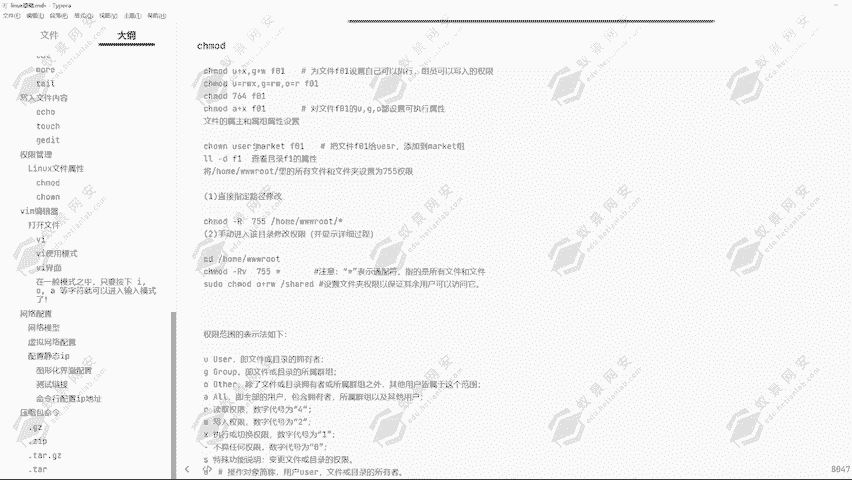 linux基础.md - Typora
文件(F) 编辑(E) 段落(P) 格式(O) 视图(V) 主题(T) 帮助(H)
文件 大纲
cat
more
tail
写入文件内容
echo
touch
gedit
权限管理
Linux文件属性
chmod
chown
vim编辑器
打开文件
vi
vi使用模式
vi界面
在一般模式之中，只要按下 i,
o, a 等字符就可以进入输入模式
了!
网络配置
网络模型
虚拟网络配置
配置静态ip
图形化界面配置
测试链接
命令行配置ip地址
压缩包命令
.gz
.zip
.tar.gz
.tar
chmod
chmod u+x,g+w f01 # 为文件f01设置自己可以执行，组员可以写入的权限
chmod u=rwx,g=rw,o=r f01
chmod 764 f01
chmod a+x f01 # 对文件f01的u,g,o都设置可执行属性
文件的属主和属组属性设置
chown user:market f01 # 把文件f01给uesr，添加到market组
ll -d f1 查看目录f1的属性
将/home/wwwroot/里的所有文件和文件夹设置为755权限
(1)直接指定路径修改
chmod -R 755 /home/wwwroot/*
(2)手动进入该目录修改权限（并显示详细过程）
cd /home/wwwroot
chmod -Rv 755 * #注意：“*”表示通配符，指的是所有文件和文件
sudo chmod o+rw /shared #设置文件夹权限以保证其余用户可以访问它。
权限范围的表示法如下：
u User，即文件或目录的拥有者；
g Group，即文件或目录的所属群组；
o Other，除了文件或目录拥有者或所属群组之外，其他用户皆属于这个范围；
a All，即全部的用户，包含拥有者，所属群组以及其他用户；
r 读取权限，数字代号为“4”；
w 写入权限，数字代号为“2”；
x 执行或切换权限，数字代号为“1”；
- 不具任何权限，数字代号为“0”；
s 特殊功能说明：变更文件或目录的权限。
u # 操作对象简称，用户user，文件或目录的所有者。
8047
蚁景网安
edu.hetianlab.com